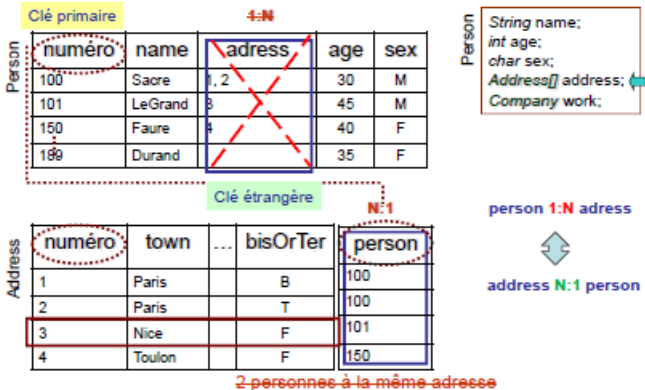 Clé primaire
1:N
Person
numéro name adress age sex
100 Sacre 1, 2 30 M
101 LeGrand 3 45 M
150 Faure 4 40 F
189 Durand 35 F
Person
String name;
int age;
char sex;
Address[] address;
Company work;
Clé étrangère
N:1
person 1:N adress
address N:1 person
Address
numéro town ... bisOrTer person
1 Paris B 100
2 Paris T 100
3 Nice F 101
4 Toulon F 150
2 personnes à la même adresse